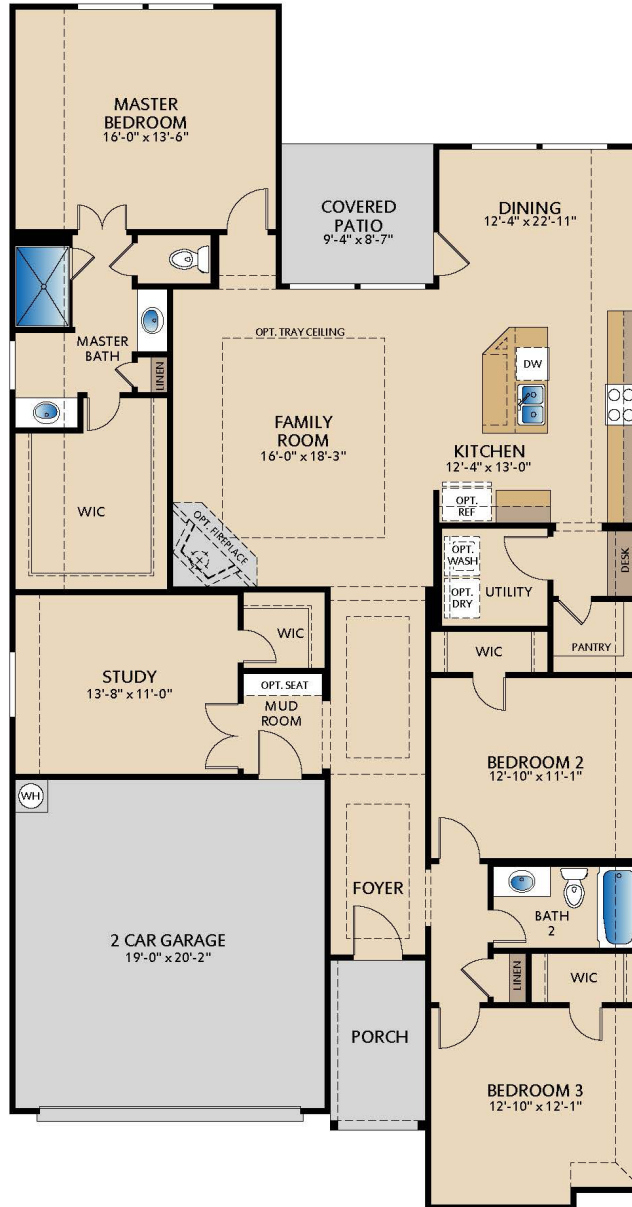 MASTER
BEDROOM
16'-0" x 13'-6"
COVERED
PATIO
9'-4" x 8'-7"
DINING
12'-4" x 22'-11"
MASTER
BATH
LINEN
OPT. TRAY CEILING
FAMILY
ROOM
16'-0" x 18'-3"
DW
KITCHEN
12'-4" x 13'-0"
OPT.
REF
WIC
OPT. FIREPLACE
OPT.
WASH
OPT.
DRY
UTILITY
DESK
PANTRY
STUDY
13'-8" x 11'-0"
WIC
OPT. SEAT
MUD
ROOM
WIC
BEDROOM 2
12'-10" x 11'-1"
WH
2 CAR GARAGE
19'-0" x 20'-2"
FOYER
BATH
2
LINEN
WIC
PORCH
BEDROOM 3
12'-10" x 12'-1"